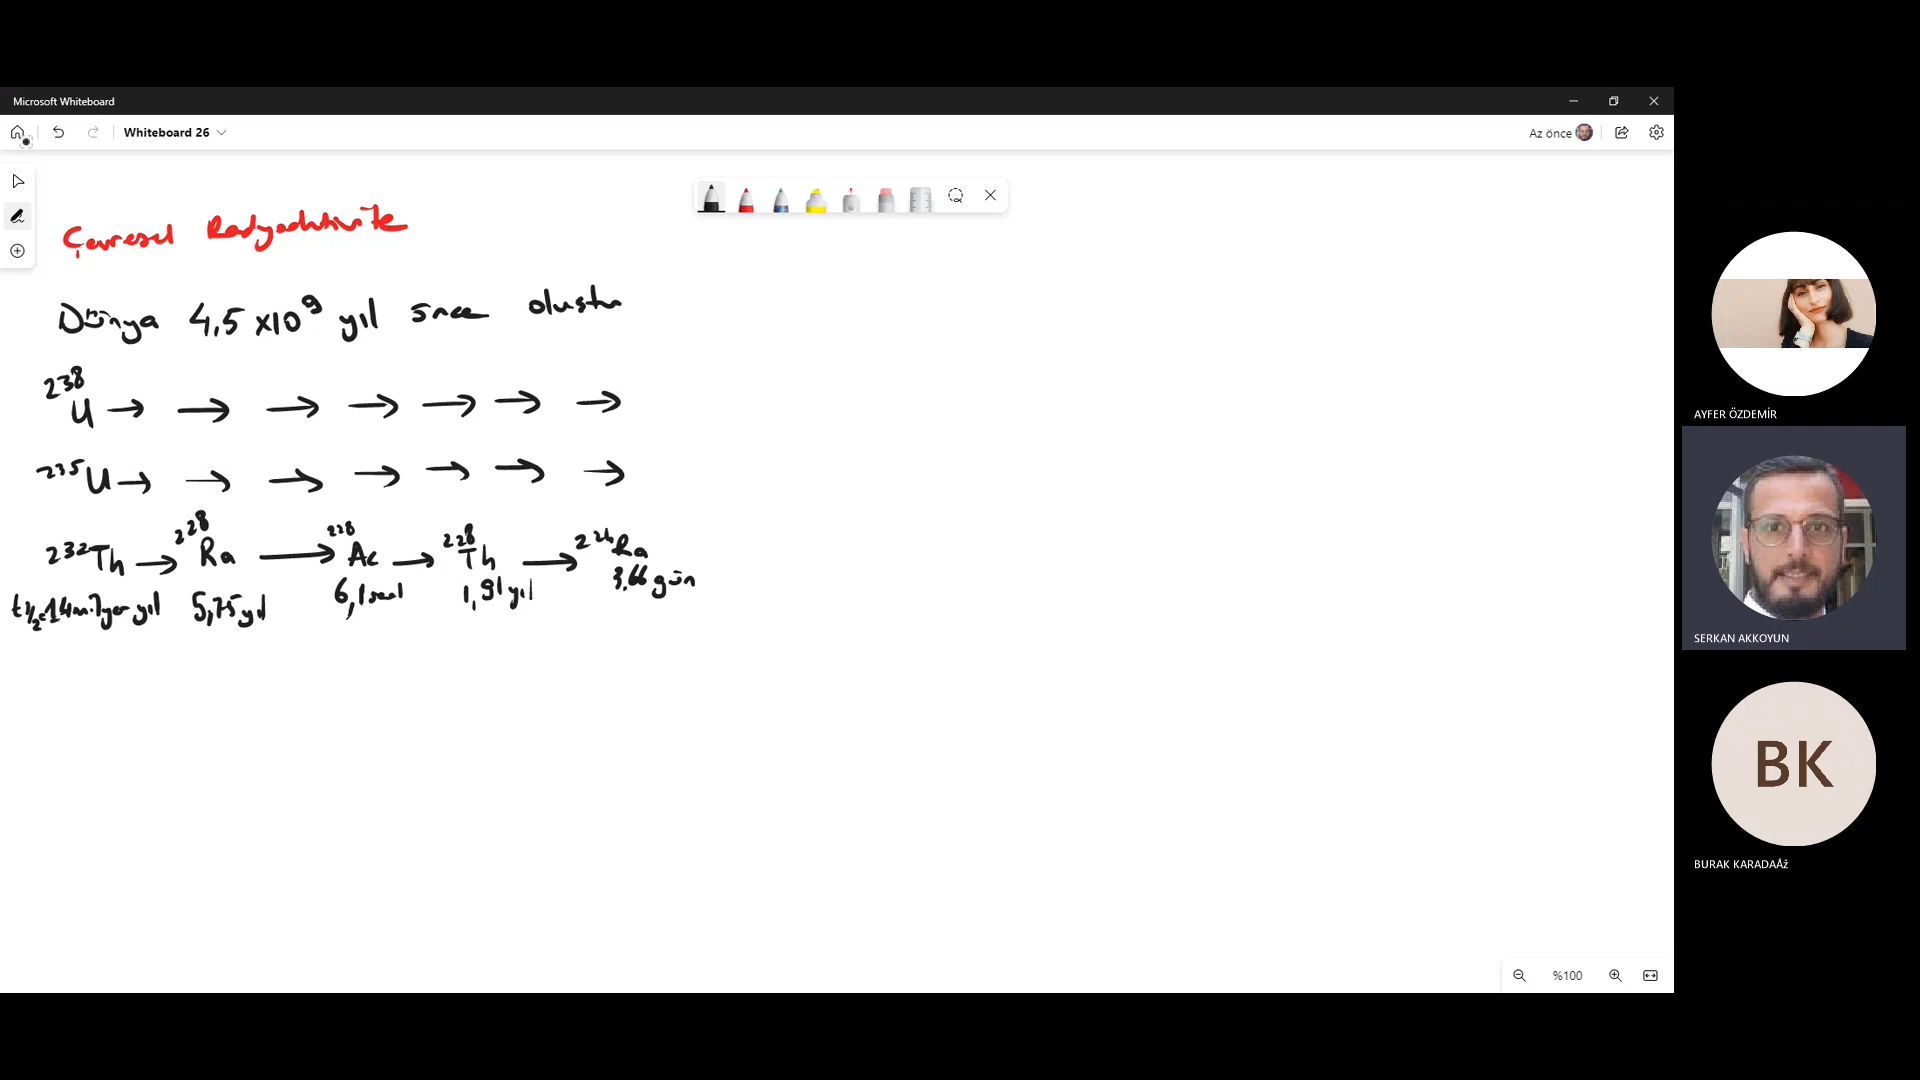 Microsoft Whiteboard
Whiteboard 26
Az önce
Çevresel Radyoaktivite
Dünya 4,5 x10⁹ yıl önce oluştu
²³⁸U → → → → → → →
²³⁵U → → → → → → →
²³²Th → ²²⁸Ra → ²²⁸Ac → ²²⁸Th → ²²⁴Ra
t½=14 milyar yıl 5,75 yıl 6,1 saat 1,91 yıl 3,66 gün
%100
AYFER ÖZDEMİR
SERKAN AKKOYUN
BK
BURAK KARADAÅž